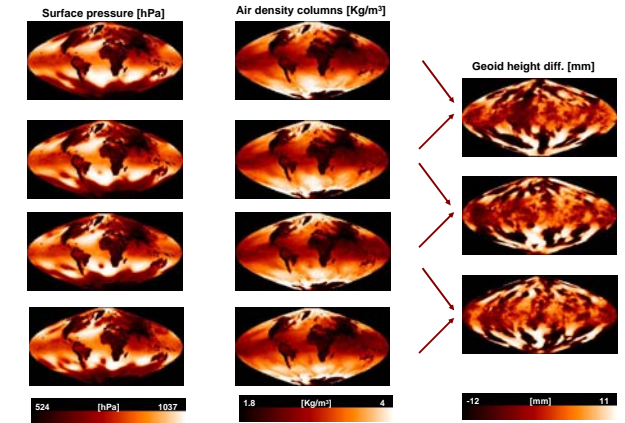 Surface pressure [hPa]
Air density columns [Kg/m³]
Geoid height diff. [mm]
524 [hPa] 1037
1.8 [Kg/m³] 4
-12 [mm] 11